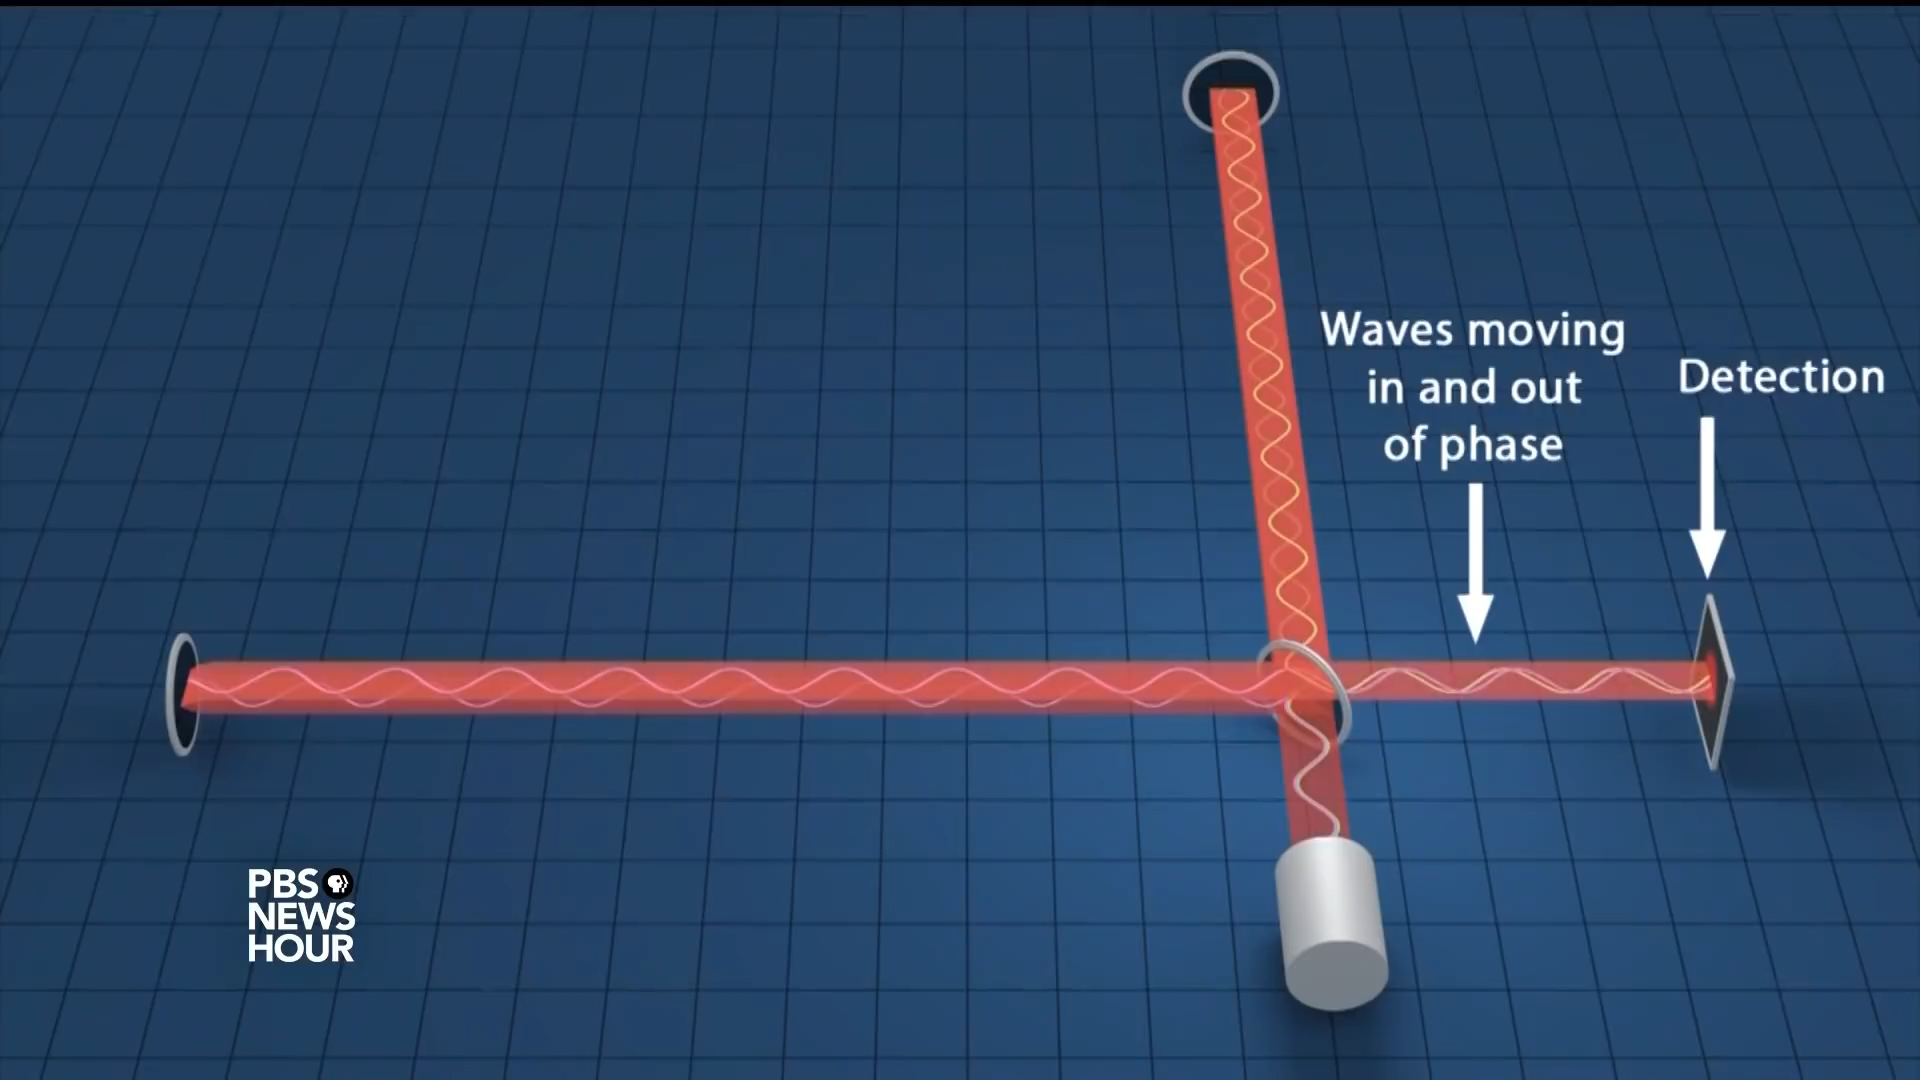 Waves moving
in and out
of phase
Detection
PBS
NEWS
HOUR